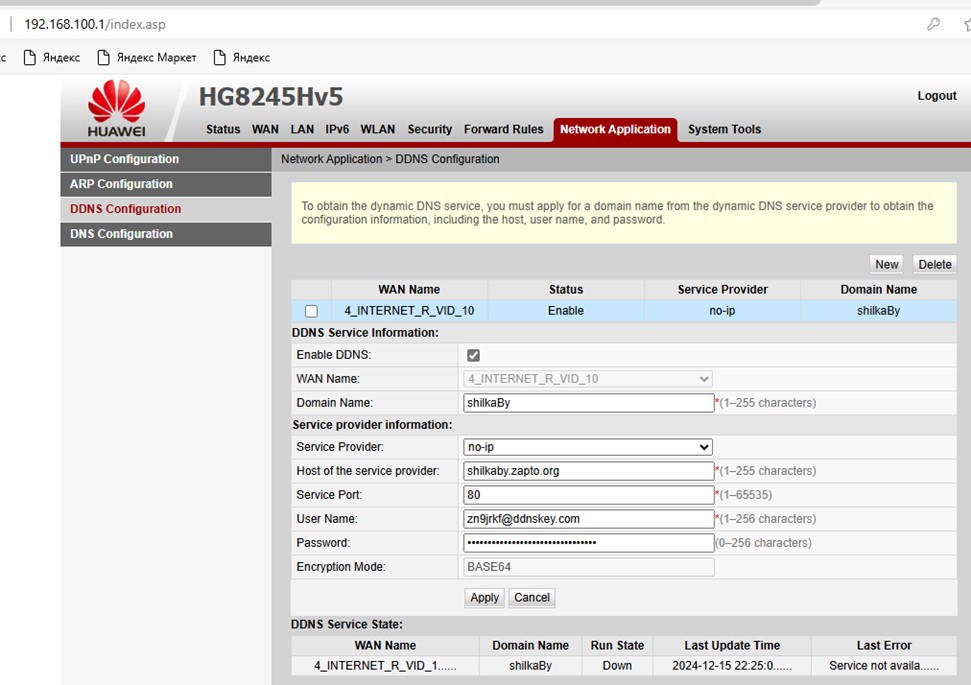 192.168.100.1/index.asp
Яндекс Яндекс Маркет Яндекс
HUAWEI
HG8245Hv5
Logout
Status WAN LAN IPv6 WLAN Security Forward Rules Network Application System Tools
UPnP Configuration
ARP Configuration
DDNS Configuration
DNS Configuration
Network Application > DDNS Configuration
To obtain the dynamic DNS service, you must apply for a domain name from the dynamic DNS service provider to obtain the
configuration information, including the host, user name, and password.
New Delete
WAN Name Status Service Provider Domain Name
4_INTERNET_R_VID_10 Enable no-ip shilkaBy
DDNS Service Information:
Enable DDNS:
WAN Name: 4_INTERNET_R_VID_10
Domain Name: shilkaBy *(1–255 characters)
Service provider information:
Service Provider: no-ip
Host of the service provider: shilkaby.zapto.org *(1–255 characters)
Service Port: 80 *(1–65535)
User Name: zn9jrkf@ddnskey.com *(1–256 characters)
Password: (0–256 characters)
Encryption Mode: BASE64
Apply Cancel
DDNS Service State:
WAN Name Domain Name Run State Last Update Time Last Error
4_INTERNET_R_VID_1...... shilkaBy Down 2024-12-15 22:25:0...... Service not availa......